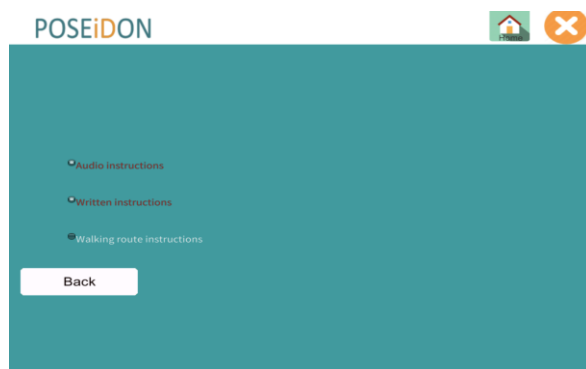 POSEiDON
Home
Audio instructions
Written instructions
Walking route instructions
Back